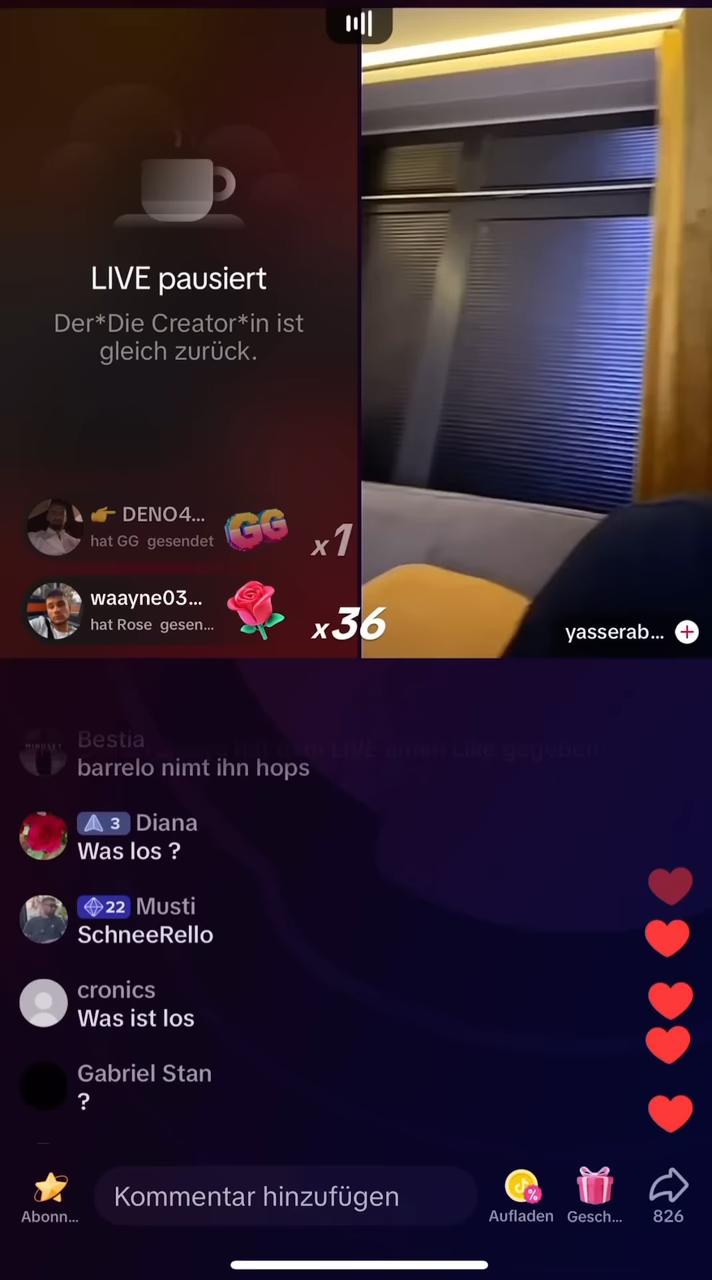 LIVE pausiert
Der*Die Creator*in ist
gleich zurück.
👉 DENO4...
hat GG gesendet
GG
x1
waayne03...
hat Rose gesen...
x36
yasserab...
Bestia
barrelo nimt ihn hops
3 Diana
Was los ?
22 Musti
SchneeRello
cronics
Was ist los
Gabriel Stan
?
Abonn...
Kommentar hinzufügen
Aufladen
Gesch...
826